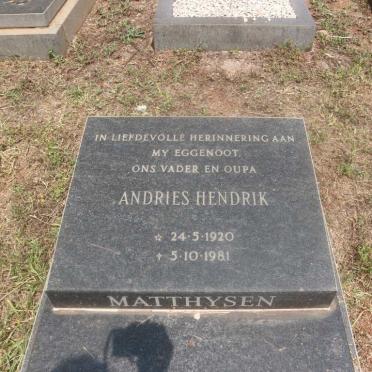 IN LIEFDEVOLLE HERINNERING AAN
MY EGGENOOT,
ONS VADER EN OUPA
ANDRIES HENDRIK
☆ 24-5-1920
✝ 5-10-1981
MATTHYSEN